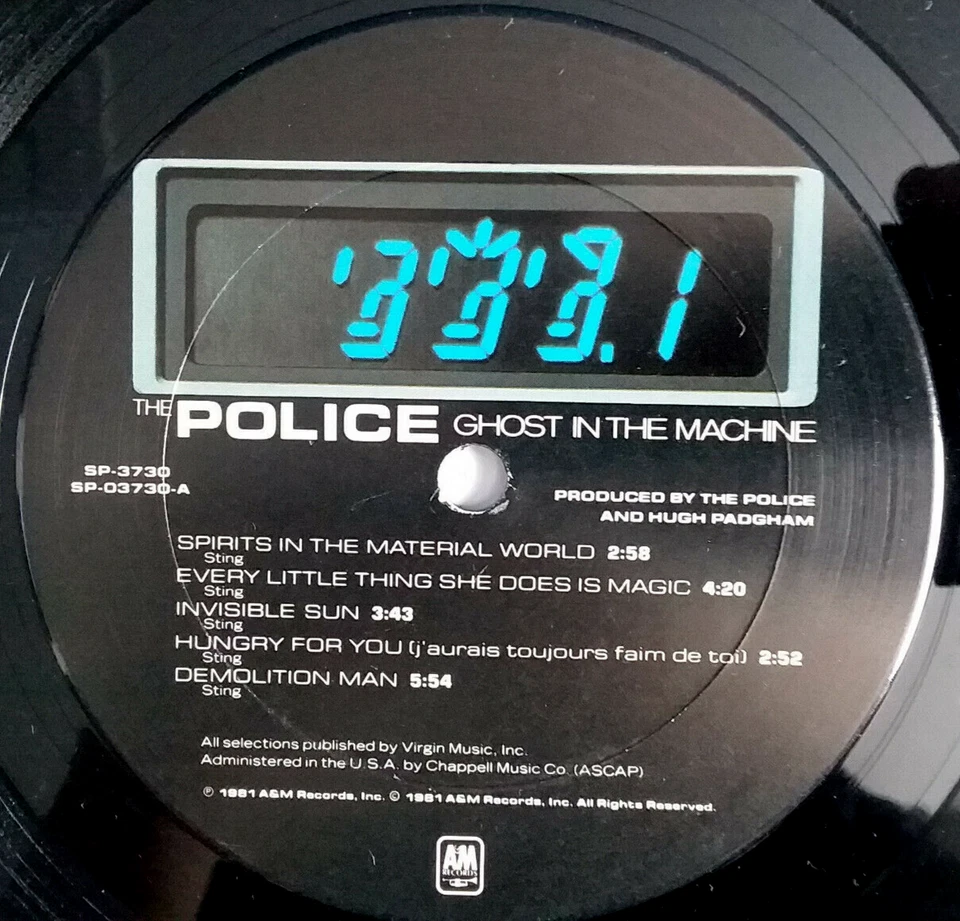 THE POLICE GHOST IN THE MACHINE
SP-3730
SP-03730-A
PRODUCED BY THE POLICE
AND HUGH PADGHAM
SPIRITS IN THE MATERIAL WORLD 2:58
Sting
EVERY LITTLE THING SHE DOES IS MAGIC 4:20
Sting
INVISIBLE SUN 3:43
Sting
HUNGRY FOR YOU (j'aurais toujours faim de toi) 2:52
Sting
DEMOLITION MAN 5:54
Sting
All selections published by Virgin Music, Inc.
Administered in the U.S.A. by Chappell Music Co. (ASCAP)
℗ 1981 A&M Records, Inc. © 1981 A&M Records, Inc. All Rights Reserved.
A&M
RECORDS